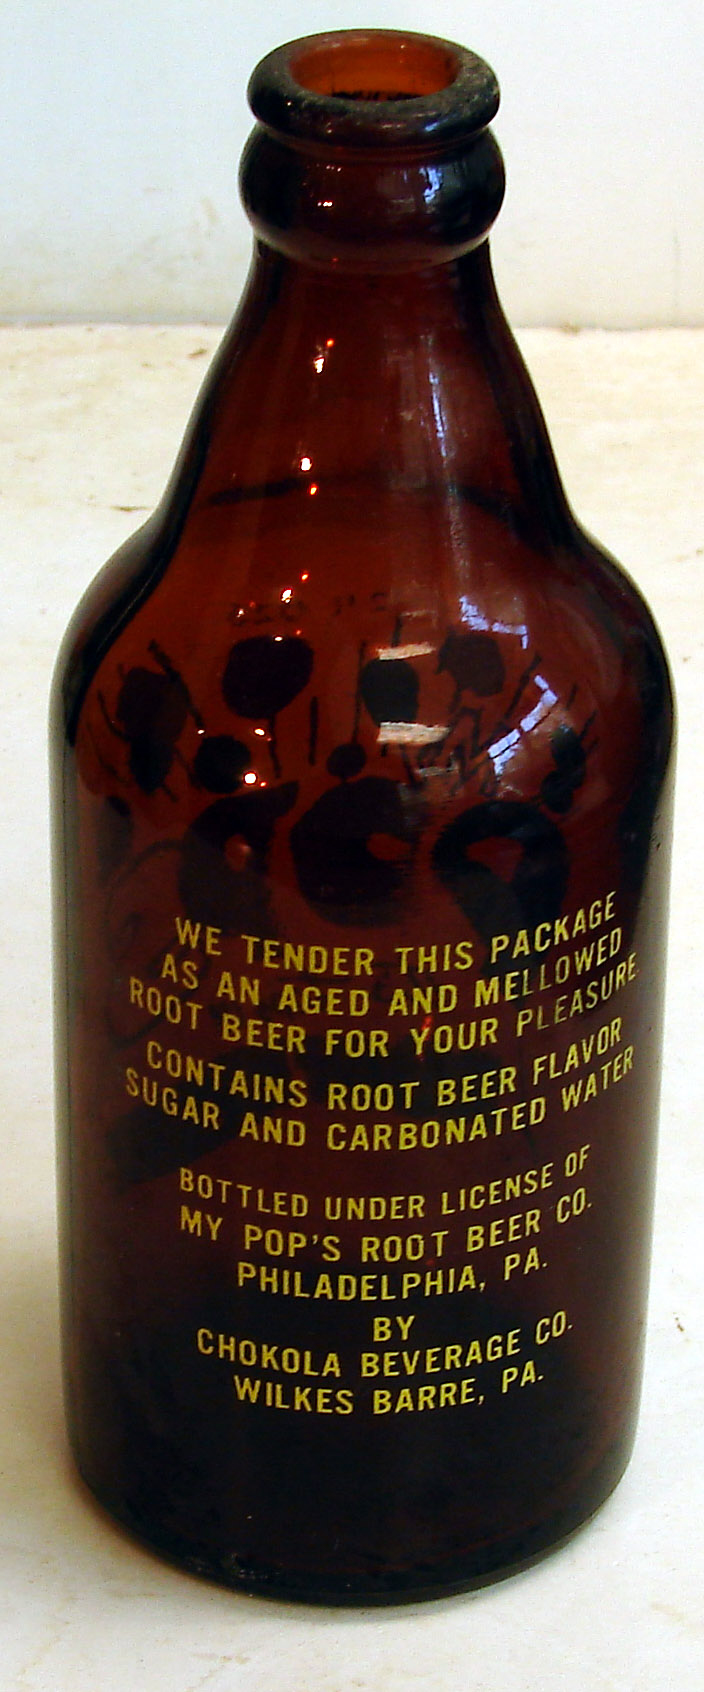 WE TENDER THIS PACKAGE
AS AN AGED AND MELLOWED
ROOT BEER FOR YOUR PLEASURE
CONTAINS ROOT BEER FLAVOR
SUGAR AND CARBONATED WATER
BOTTLED UNDER LICENSE OF
MY POP'S ROOT BEER CO.
PHILADELPHIA, PA.
BY
CHOKOLA BEVERAGE CO.
WILKES BARRE, PA.